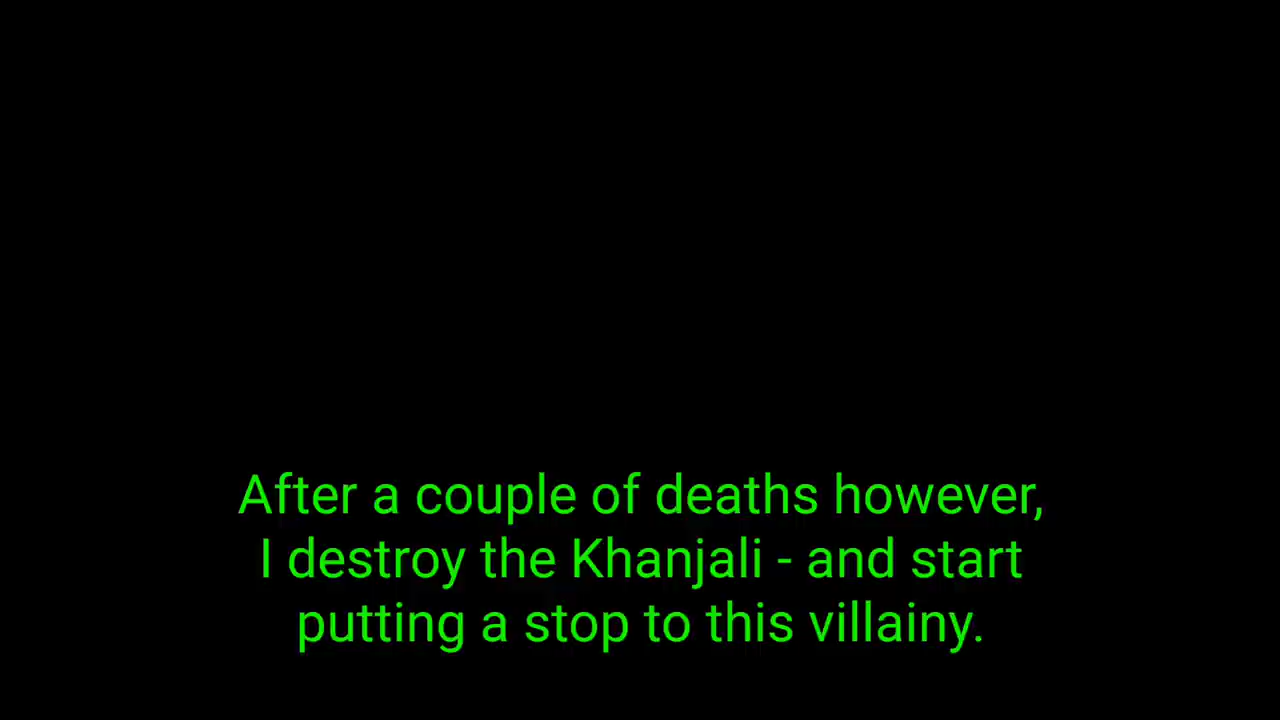 After a couple of deaths however,
I destroy the Khanjali - and start
putting a stop to this villainy.